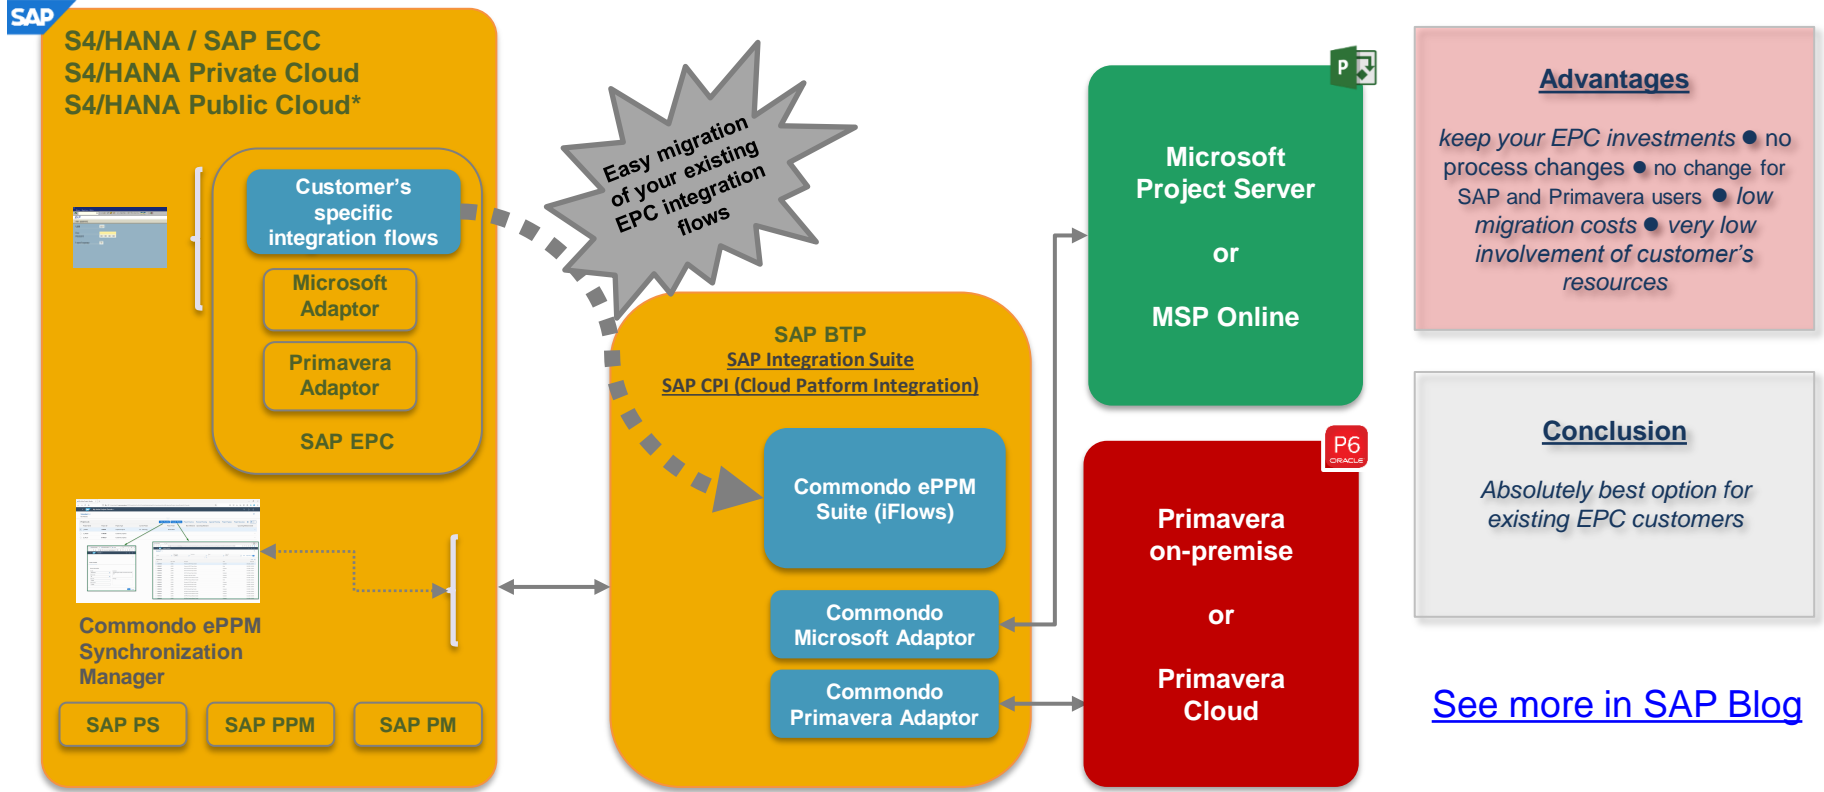 SAP
S4/HANA / SAP ECC
S4/HANA Private Cloud
S4/HANA Public Cloud*
Customer's
specific
integration flows
Microsoft
Adaptor
Primavera
Adaptor
SAP EPC
Commondo ePPM
Synchronization
Manager
SAP PS
SAP PPM
SAP PM
Easy migration
of your existing
EPC integration
flows
SAP BTP
SAP Integration Suite
SAP CPI (Cloud Patform Integration)
Commondo ePPM
Suite (iFlows)
Commondo
Microsoft Adaptor
Commondo
Primavera Adaptor
P
Microsoft
Project Server
or
MSP Online
P6
ORACLE
Primavera
on-premise
or
Primavera
Cloud
Advantages
keep your EPC investments ● no
process changes ● no change for
SAP and Primavera users ● low
migration costs ● very low
involvement of customer's
resources
Conclusion
Absolutely best option for
existing EPC customers
See more in SAP Blog